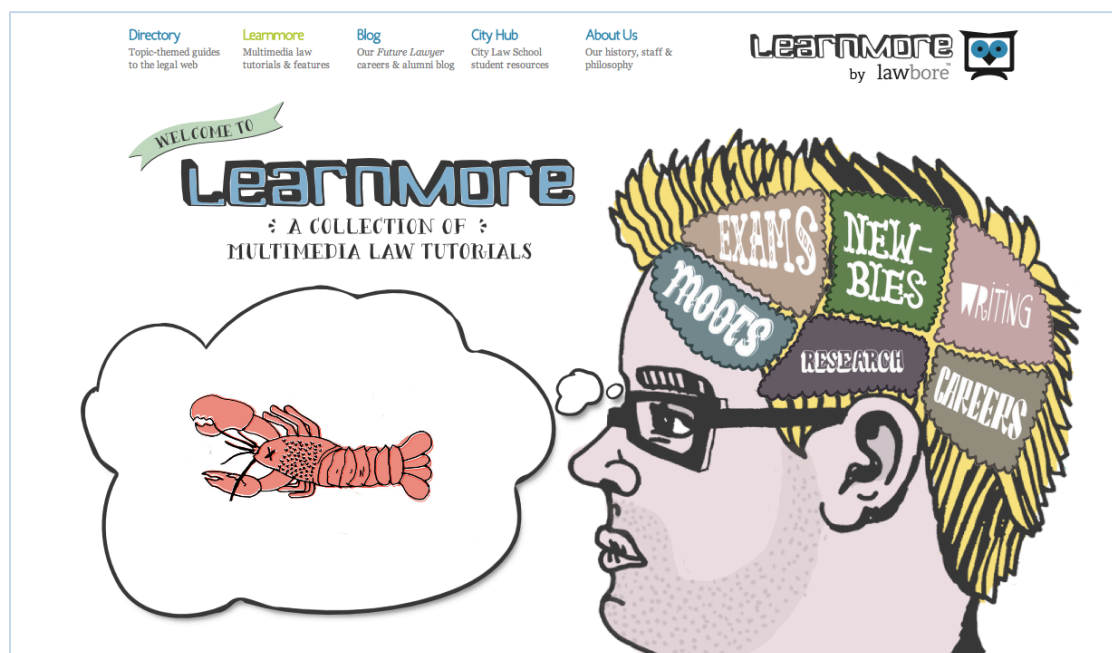 Directory
Topic-themed guides
to the legal web
Learnmore
Multimedia law
tutorials & features
Blog
Our Future Lawyer
careers & alumni blog
City Hub
City Law School
student resources
About Us
Our history, staff &
philosophy
LearnMore
by lawbore™
WELCOME TO
LearnMore
A COLLECTION OF
MULTIMEDIA LAW TUTORIALS
EXAMS
NEW-
BIES
WRITING
MOOTS
RESEARCH
CAREERS